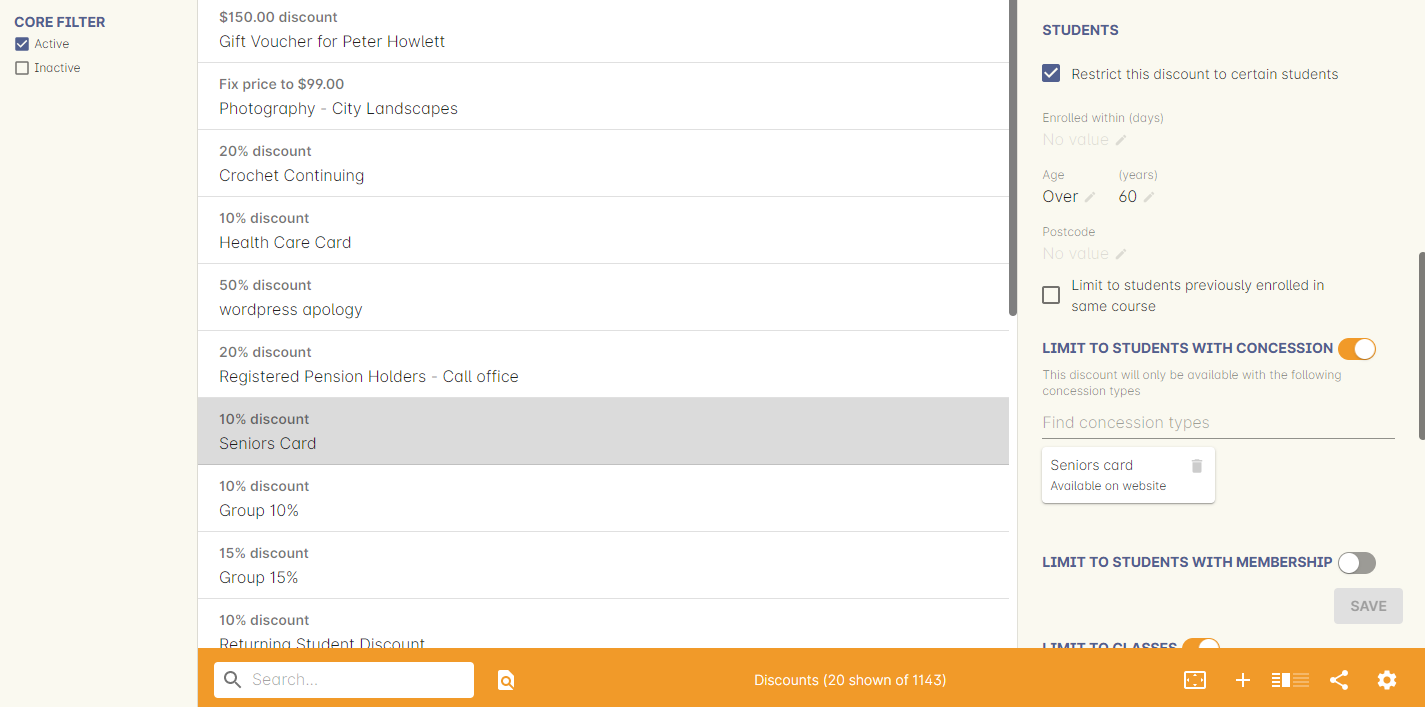 CORE FILTER
Active
Inactive
$150.00 discount
Gift Voucher for Peter Howlett
Fix price to $99.00
Photography - City Landscapes
20% discount
Crochet Continuing
10% discount
Health Care Card
50% discount
wordpress apology
20% discount
Registered Pension Holders - Call office
10% discount
Seniors Card
10% discount
Group 10%
15% discount
Group 15%
10% discount
Returning Student Discount
STUDENTS
Restrict this discount to certain students
Enrolled within (days)
No value
Age (years)
Over 60
Postcode
No value
Limit to students previously enrolled in
same course
LIMIT TO STUDENTS WITH CONCESSION
This discount will only be available with the following
concession types
Find concession types
Seniors card
Available on website
LIMIT TO STUDENTS WITH MEMBERSHIP
SAVE
LIMIT TO CLASSES
Search...
Discounts (20 shown of 1143)